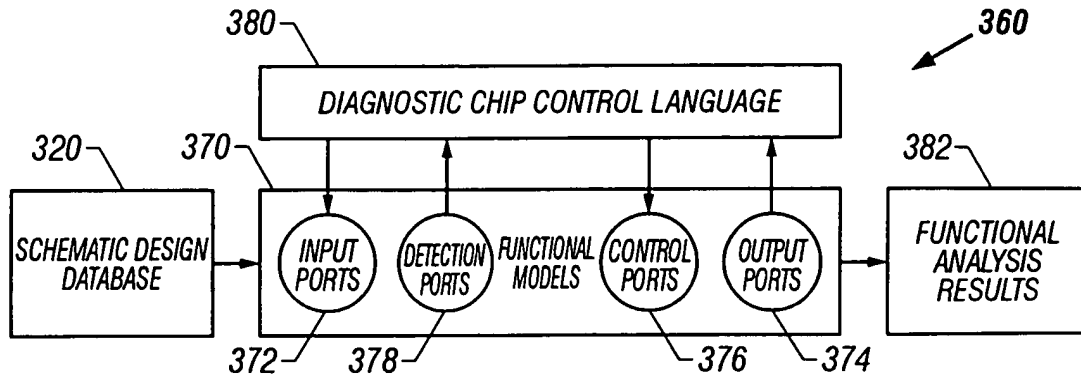 360
380
DIAGNOSTIC CHIP CONTROL LANGUAGE
320
370
382
SCHEMATIC DESIGN
DATABASE
INPUT
PORTS
DETECTION
PORTS
FUNCTIONAL
MODELS
CONTROL
PORTS
OUTPUT
PORTS
FUNCTIONAL
ANALYSIS
RESULTS
372
378
376
374